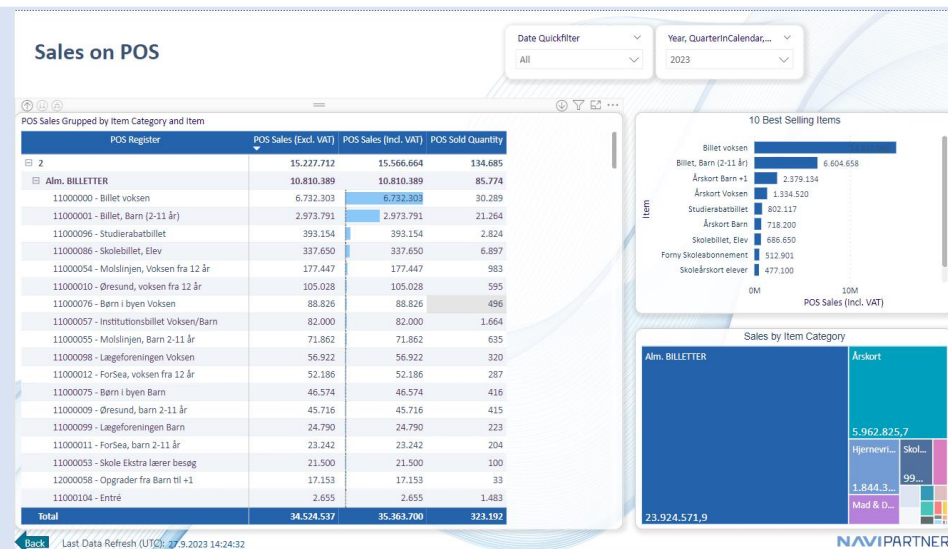 Sales on POS
Date Quickfilter
All
Year, QuarterInCalendar,...
2023
POS Sales Grupped by Item Category and Item
POS Register POS Sales (Excl. VAT) POS Sales (Incl. VAT) POS Sold Quantity
2 15.227.712 15.566.664 134.685
Alm. BILLETTER 10.810.389 10.810.389 85.774
11000000 - Billet voksen 6.732.303 6.732.303 30.289
11000001 - Billet, Barn (2-11 år) 2.973.791 2.973.791 21.264
11000096 - Studierabatbillet 393.154 393.154 2.824
11000086 - Skolebillet, Elev 337.650 337.650 6.897
11000054 - Molslinjen, Voksen fra 12 år 177.447 177.447 983
11000010 - Øresund, voksen fra 12 år 105.028 105.028 595
11000076 - Børn i byen Voksen 88.826 88.826 496
11000057 - Institutionsbillet Voksen/Barn 82.000 82.000 1.664
11000055 - Molslinjen, Barn 2-11 år 71.862 71.862 635
11000098 - Lægeforeningen Voksen 56.922 56.922 320
11000012 - ForSea, voksen fra 12 år 52.186 52.186 287
11000075 - Børn i byen Barn 46.574 46.574 416
11000009 - Øresund, barn 2-11 år 45.716 45.716 415
11000099 - Lægeforeningen Barn 24.790 24.790 223
11000011 - ForSea, barn 2-11 år 23.242 23.242 204
11000053 - Skole Ekstra lærer besøg 21.500 21.500 100
12000058 - Opgrader fra Barn til +1 17.153 17.153 33
11000104 - Entré 2.655 2.655 1.483
Total 34.524.537 35.363.700 323.192
10 Best Selling Items
Item
Billet voksen
Billet, Barn (2-11 år) 6.604.658
Årskort Barn +1 2.379.134
Årskort Voksen 1.334.520
Studierabatbillet 802.117
Årskort Barn 718.200
Skolebillet, Elev 686.650
Forny Skoleabonnement 512.901
Skoleårskort elever 477.100
0M 10M
POS Sales (Incl. VAT)
Sales by Item Category
Alm. BILLETTER
23.924.571,9
Årskort
5.962.825,7
Hjernevri...
1.844.3...
Skol...
99...
Mad & D...
Back
Last Data Refresh (UTC): 27.9.2023 14:24:32
NAVIPARTNER